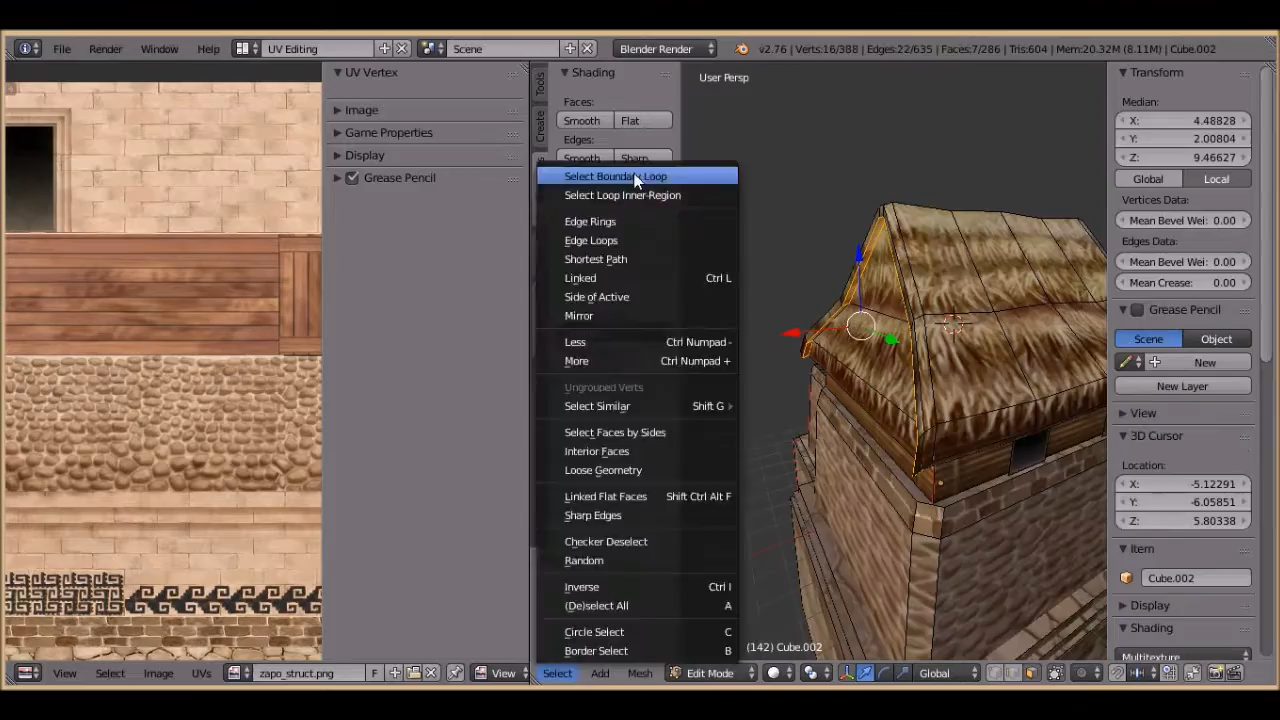 File Render Window Help UV Editing Scene Blender Render v2.76 | Verts:16/388 | Edges:22/635 | Faces:7/286 | Tris:604 | Mem:20.32M (8.11M) | Cube.002
UV Vertex
Image
Game Properties
Display
Grease Pencil
Tools
Create
Shading
Faces:
Smooth Flat
Edges:
Smooth Sharp
Select Boundary Loop
Select Loop Inner-Region
Edge Rings
Edge Loops
Shortest Path
Linked Ctrl L
Side of Active
Mirror
Less Ctrl Numpad -
More Ctrl Numpad +
Ungrouped Verts
Select Similar Shift G
Select Faces by Sides
Interior Faces
Loose Geometry
Linked Flat Faces Shift Ctrl Alt F
Sharp Edges
Checker Deselect
Random
Inverse Ctrl I
(De)select All A
Circle Select C
Border Select B
User Persp
(142) Cube.002
Transform
Median:
X: 4.48828
Y: 2.00804
Z: 9.46627
Global Local
Vertices Data:
Mean Bevel Wei: 0.00
Edges Data:
Mean Bevel Wei: 0.00
Mean Crease: 0.00
Grease Pencil
Scene Object
New
New Layer
View
3D Cursor
Location:
X: -5.12291
Y: -6.05851
Z: 5.80338
Item
Cube.002
Display
Shading
Multitexture
View Select Image UVs zapo_struct.png F View Select Add Mesh Edit Mode Global